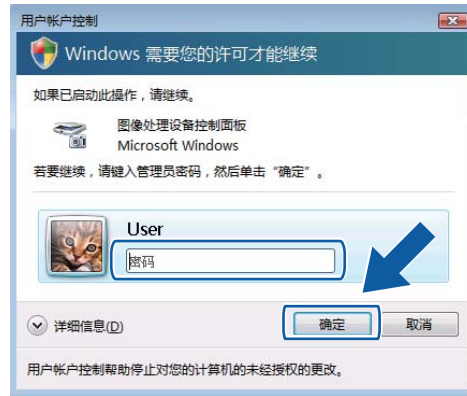 用户帐户控制
Windows 需要您的许可才能继续
如果已启动此操作，请继续。
图像处理设备控制面板
Microsoft Windows
若要继续，请键入管理员密码，然后单击“确定”。
User
密码
详细信息(D)
确定
取消
用户帐户控制帮助停止对您的计算机的未经授权的更改。